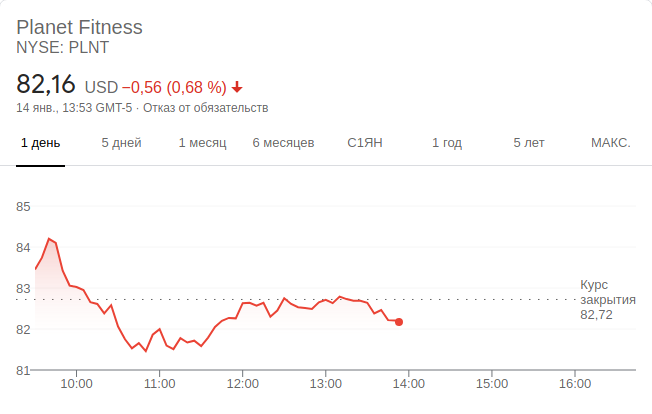 Planet Fitness
NYSE: PLNT
82,16 USD −0,56 (0,68 %)
14 янв., 13:53 GMT-5 · Отказ от обязательств
1 день 5 дней 1 месяц 6 месяцев С1ЯН 1 год 5 лет МАКС.
85
84
83
82
81
Курс
закрытия
82,72
10:00 11:00 12:00 13:00 14:00 15:00 16:00